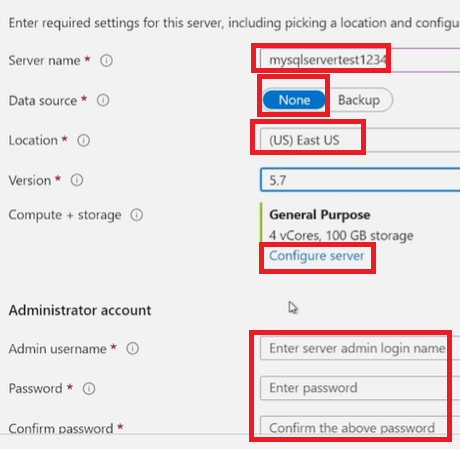 Enter required settings for this server, including picking a location and configu
Server name *
mysqlservertest1234
Data source *
None Backup
Location *
(US) East US
Version *
5.7
Compute + storage
General Purpose
4 vCores, 100 GB storage
Configure server
Administrator account
Admin username *
Enter server admin login name
Password *
Enter password
Confirm password *
Confirm the above password